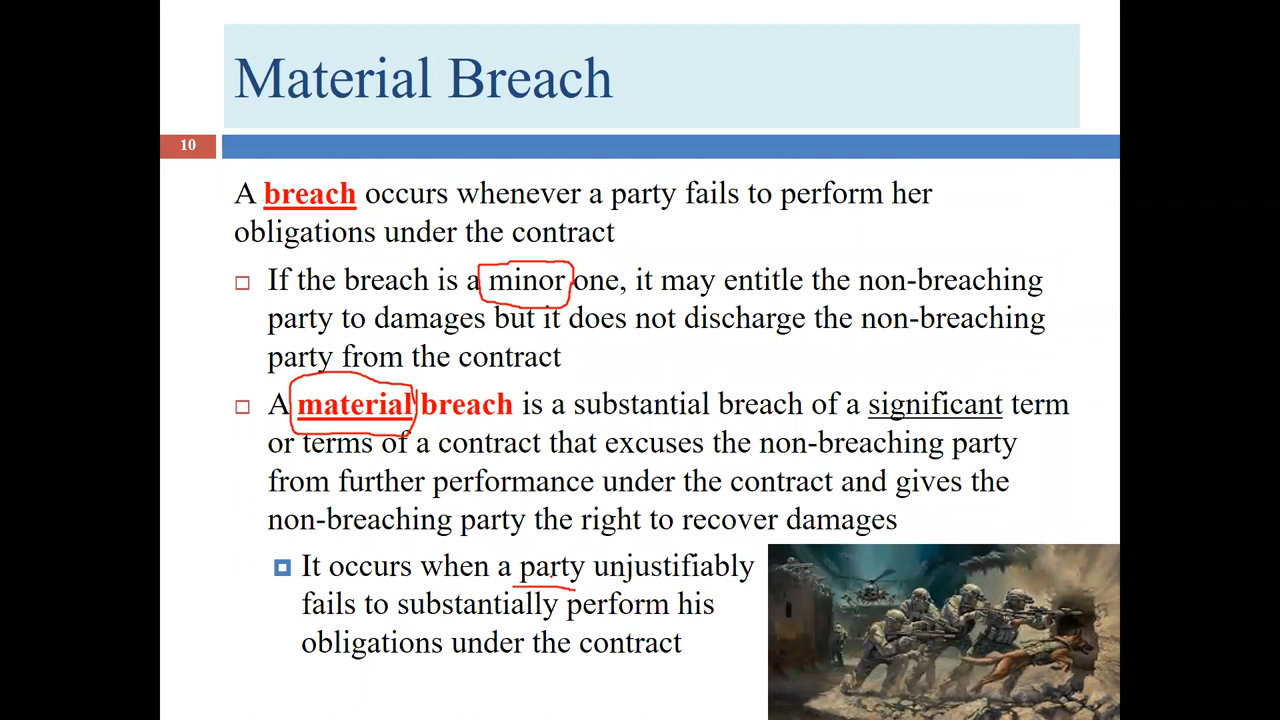 Material Breach
10
A breach occurs whenever a party fails to perform her
obligations under the contract
If the breach is a minor one, it may entitle the non-breaching
party to damages but it does not discharge the non-breaching
party from the contract
A material breach is a substantial breach of a significant term
or terms of a contract that excuses the non-breaching party
from further performance under the contract and gives the
non-breaching party the right to recover damages
It occurs when a party unjustifiably
fails to substantially perform his
obligations under the contract